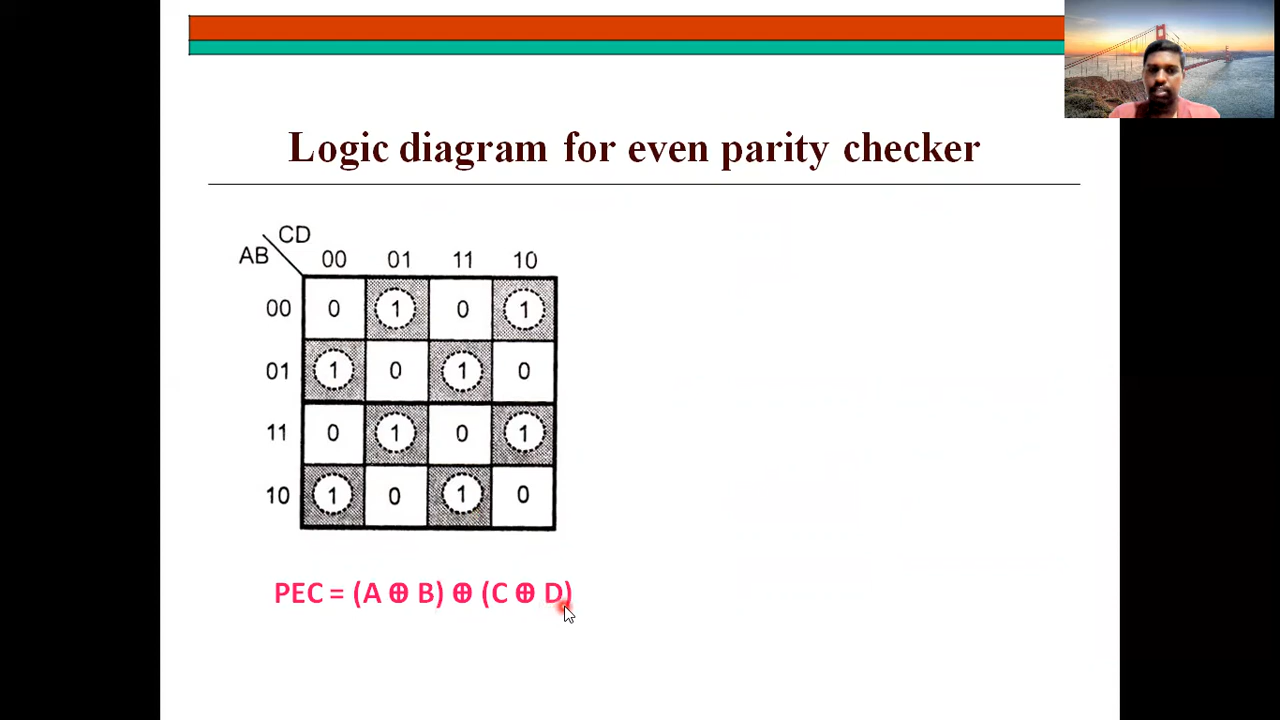 Logic diagram for even parity checker
CD
AB
00 01 11 10
00 0 1 0 1
01 1 0 1 0
11 0 1 0 1
10 1 0 1 0
PEC = (A ⊕ B) ⊕ (C ⊕ D)